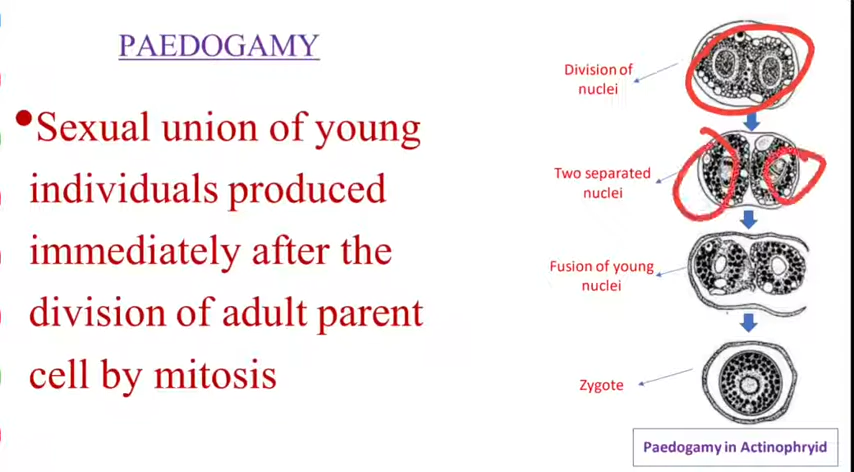 PAEDOGAMY
•Sexual union of young
individuals produced
immediately after the
division of adult parent
cell by mitosis
Division of
nuclei
Two separated
nuclei
Fusion of young
nuclei
Zygote
Paedogamy in Actinophryid